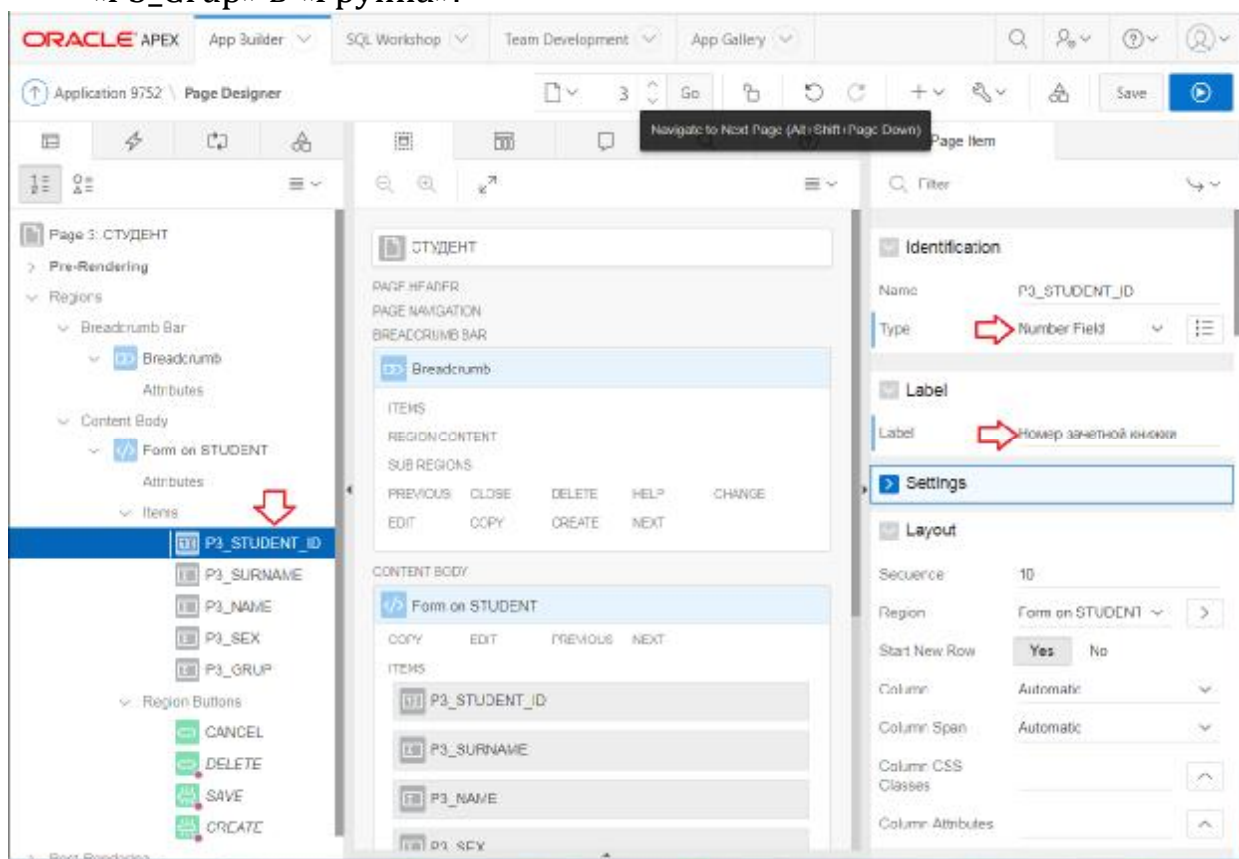 «P3_Grup» в «Группа».
ORACLE APEX App Builder SQL Workshop Team Development App Gallery
Application 9752 \ Page Designer 3 Go Save
Navigate to Next Page (Alt+Shift+Page Down) Page Item
Filter
Page 3: СТУДЕНТ
Pre-Rendering
Regions
Breadcrumb Bar
Breadcrumb
Attributes
Content Body
Form on STUDENT
Attributes
Items
P3_STUDENT_ID
P3_SURNAME
P3_NAME
P3_SEX
P3_GRUP
Region Buttons
CANCEL
DELETE
SAVE
CREATE
Post-Rendering
СТУДЕНТ
PAGE HEADER
PAGE NAVIGATION
BREADCRUMB BAR
Breadcrumb
ITEMS
REGION CONTENT
SUB REGIONS
PREVIOUS CLOSE DELETE HELP CHANGE
EDIT COPY CREATE NEXT
CONTENT BODY
Form on STUDENT
COPY EDIT PREVIOUS NEXT
ITEMS
P3_STUDENT_ID
P3_SURNAME
P3_NAME
P3_SEX
Identification
Name P3_STUDENT_ID
Type Number Field
Label
Label Номер зачетной книжки
Settings
Layout
Sequence 10
Region Form on STUDENT
Start New Row Yes No
Column Automatic
Column Span Automatic
Column CSS
Classes
Column Attributes